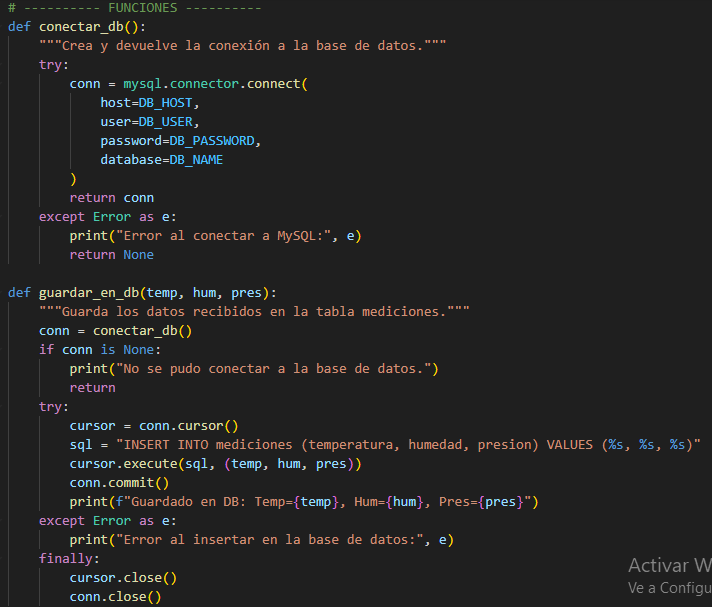 # ---------- FUNCIONES ----------
def conectar_db():
    """Crea y devuelve la conexión a la base de datos."""
    try:
        conn = mysql.connector.connect(
            host=DB_HOST,
            user=DB_USER,
            password=DB_PASSWORD,
            database=DB_NAME
        )
        return conn
    except Error as e:
        print("Error al conectar a MySQL:", e)
        return None

def guardar_en_db(temp, hum, pres):
    """Guarda los datos recibidos en la tabla mediciones."""
    conn = conectar_db()
    if conn is None:
        print("No se pudo conectar a la base de datos.")
        return
    try:
        cursor = conn.cursor()
        sql = "INSERT INTO mediciones (temperatura, humedad, presion) VALUES (%s, %s, %s)"
        cursor.execute(sql, (temp, hum, pres))
        conn.commit()
        print(f"Guardado en DB: Temp={temp}, Hum={hum}, Pres={pres}")
    except Error as e:
        print("Error al insertar en la base de datos:", e)
    finally:
        cursor.close()
        conn.close()
Activar W
Ve a Configu